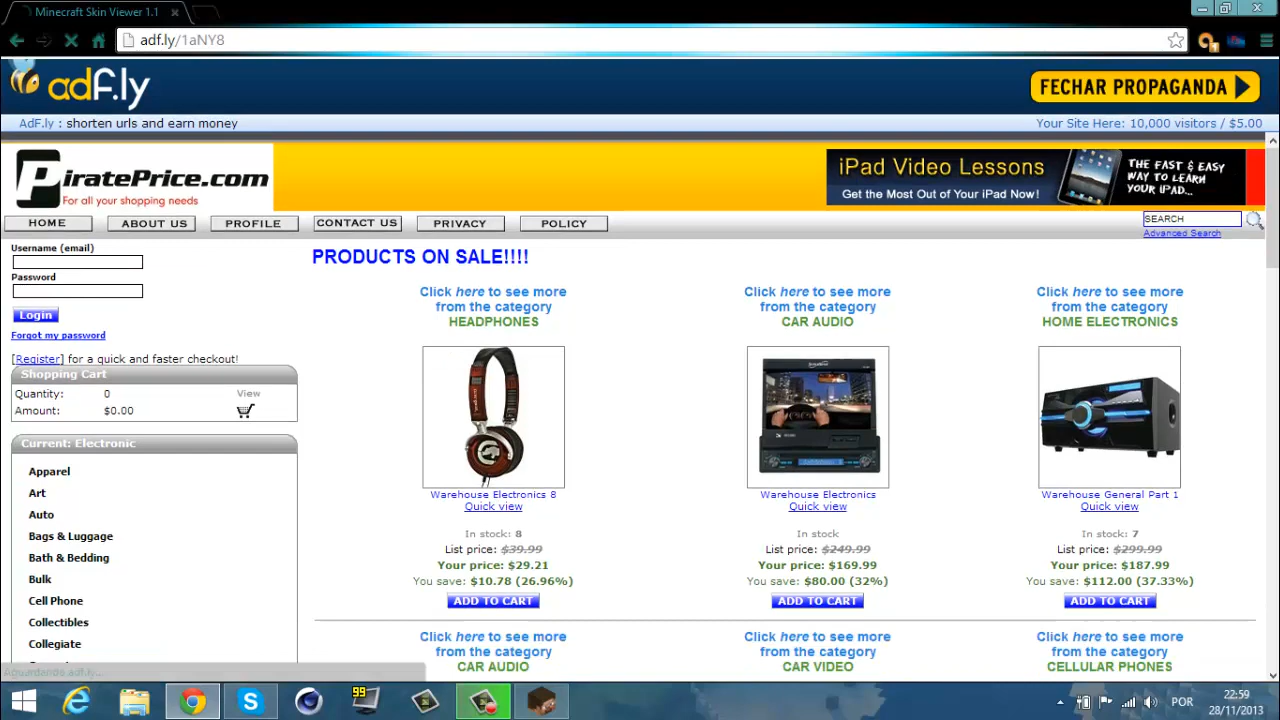 Minecraft Skin Viewer 1.1
adf.ly/1aNY8
adf.ly
FECHAR PROPAGANDA
AdF.ly : shorten urls and earn money
Your Site Here: 10,000 visitors / $5.00
PiratePrice.com
For all your shopping needs
iPad Video Lessons
Get the Most Out of Your iPad Now!
THE FAST & EASY
WAY TO LEARN
YOUR iPAD...
HOME
ABOUT US
PROFILE
CONTACT US
PRIVACY
POLICY
SEARCH
Advanced Search
Username (email)
Password
Login
Forgot my password
[Register] for a quick and faster checkout!
Shopping Cart
Quantity: 0 View
Amount: $0.00
Current: Electronic
Apparel
Art
Auto
Bags & Luggage
Bath & Bedding
Bulk
Cell Phone
Collectibles
Collegiate
PRODUCTS ON SALE!!!!
Click here to see more
from the category
HEADPHONES
Warehouse Electronics 8
Quick view
In stock: 8
List price: $39.99
Your price: $29.21
You save: $10.78 (26.96%)
ADD TO CART
Click here to see more
from the category
CAR AUDIO
Warehouse Electronics
Quick view
In stock
List price: $249.99
Your price: $169.99
You save: $80.00 (32%)
ADD TO CART
Click here to see more
from the category
HOME ELECTRONICS
Warehouse General Part 1
Quick view
In stock: 7
List price: $299.99
Your price: $187.99
You save: $112.00 (37.33%)
ADD TO CART
Click here to see more
from the category
CAR AUDIO
Click here to see more
from the category
CAR VIDEO
Click here to see more
from the category
CELLULAR PHONES
Aguardando adf.ly...
99
POR
22:59
28/11/2013